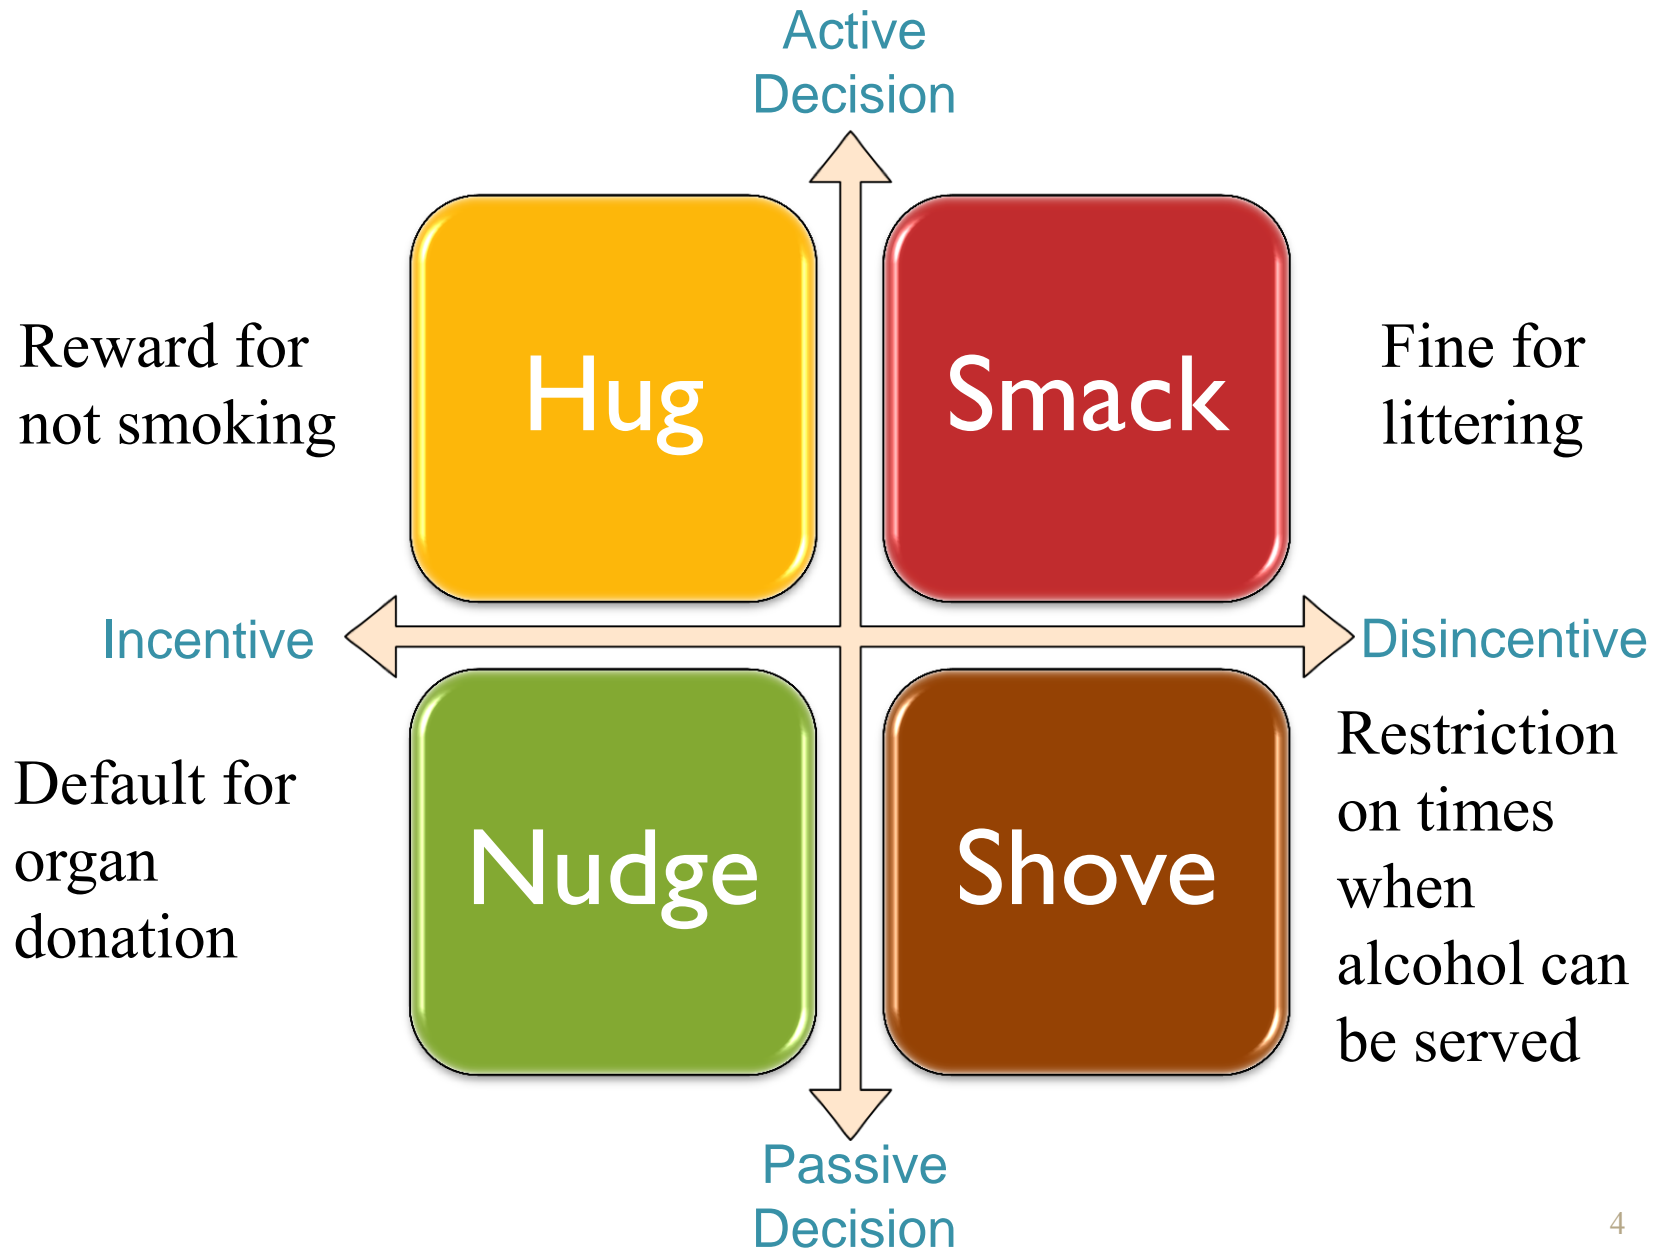 Active
Decision
Reward for
not smoking
Hug
Smack
Fine for
littering
Incentive
Disincentive
Default for
organ
donation
Nudge
Shove
Restriction
on times
when
alcohol can
be served
Passive
Decision
4